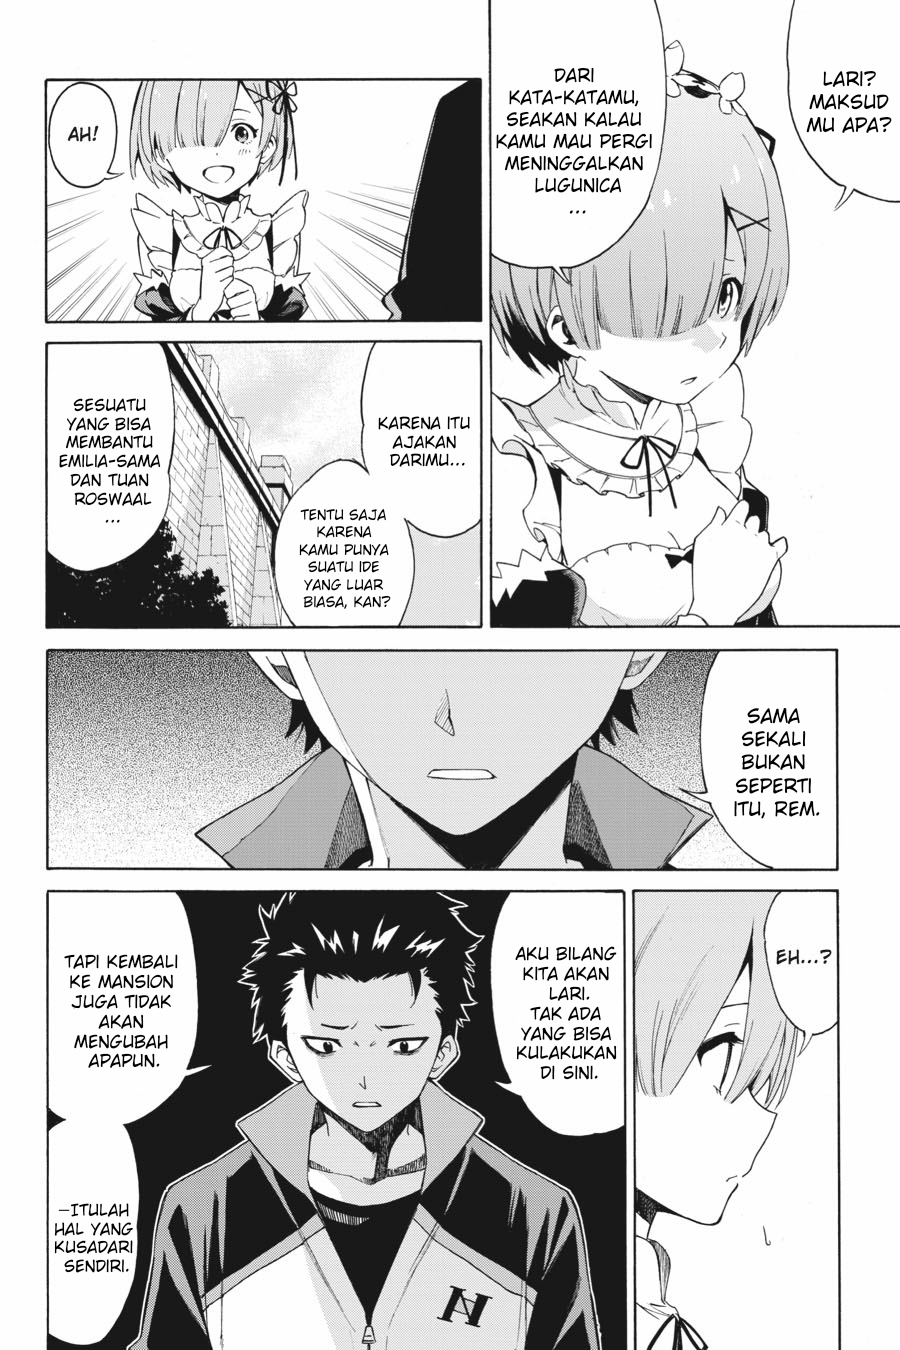 LARI?
MAKSUD
MU APA?
DARI
KATA-KATAMU,
SEAKAN KALAU
KAMU MAU PERGI
MENINGGALKAN
LUGUNICA
...
AH!
KARENA ITU
AJAKAN
DARIMU...
TENTU SAJA
KARENA
KAMU PUNYA
SUATU IDE
YANG LUAR
BIASA, KAN?
SESUATU
YANG BISA
MEMBANTU
EMILIA-SAMA
DAN TUAN
ROSWAAL
...
SAMA
SEKALI
BUKAN
SEPERTI
ITU, REM.
EH...?
AKU BILANG
KITA AKAN
LARI.
TAK ADA
YANG BISA
KULAKUKAN
DI SINI.
TAPI KEMBALI
KE MANSION
JUGA TIDAK
AKAN
MENGUBAH
APAPUN.
—ITULAH
HAL YANG
KUSADARI
SENDIRI.